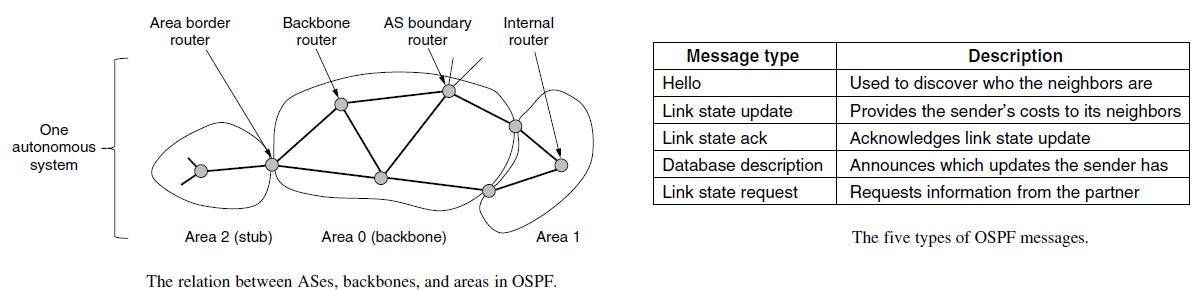 Area border
router
Backbone
router
AS boundary
router
Internal
router
One
autonomous
system
Area 2 (stub)
Area 0 (backbone)
Area 1
The relation between ASes, backbones, and areas in OSPF.
Message type Description
Hello Used to discover who the neighbors are
Link state update Provides the sender's costs to its neighbors
Link state ack Acknowledges link state update
Database description Announces which updates the sender has
Link state request Requests information from the partner
The five types of OSPF messages.